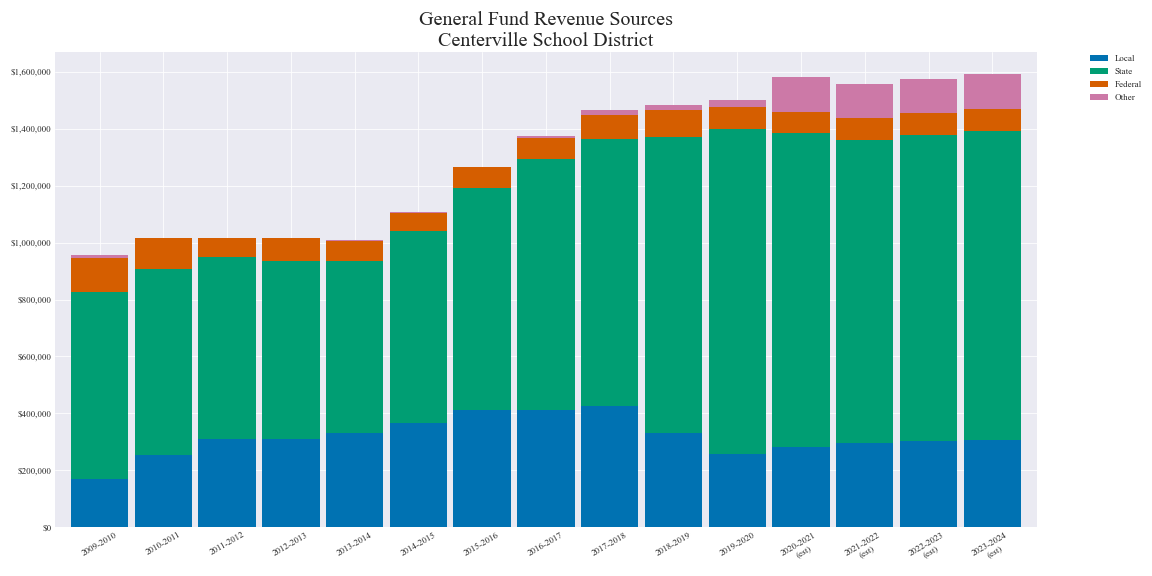 General Fund Revenue Sources
Centerville School District
$1,600,000
$1,400,000
$1,200,000
$1,000,000
$800,000
$600,000
$400,000
$200,000
$0
2009-2010
2010-2011
2011-2012
2012-2013
2013-2014
2014-2015
2015-2016
2016-2017
2017-2018
2018-2019
2019-2020
2020-2021
(est)
2021-2022
(est)
2022-2023
(est)
2023-2024
(est)
Local
State
Federal
Other